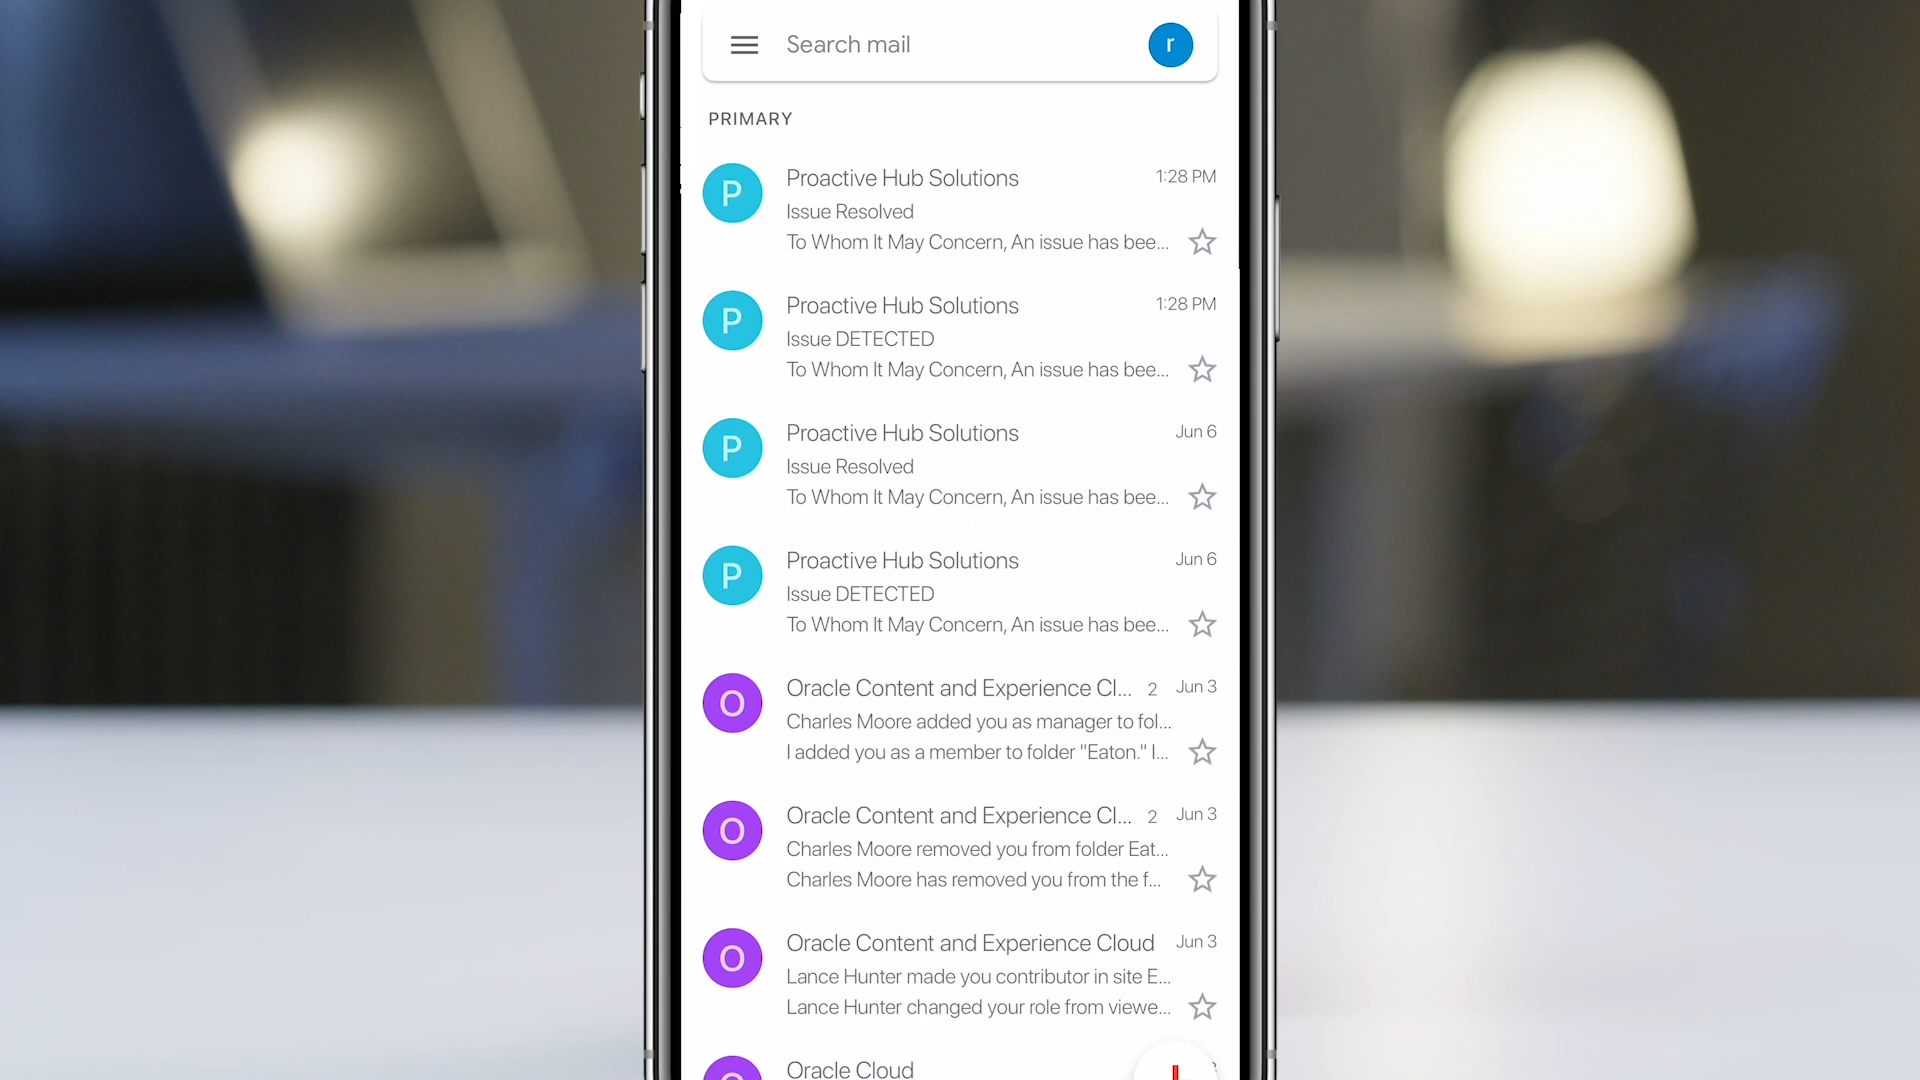 Search mail
r
PRIMARY
P
Proactive Hub Solutions
1:28 PM
Issue Resolved
To Whom It May Concern, An issue has bee...
P
Proactive Hub Solutions
1:28 PM
Issue DETECTED
To Whom It May Concern, An issue has bee...
P
Proactive Hub Solutions
Jun 6
Issue Resolved
To Whom It May Concern, An issue has bee...
P
Proactive Hub Solutions
Jun 6
Issue DETECTED
To Whom It May Concern, An issue has bee...
O
Oracle Content and Experience Cl... 2
Jun 3
Charles Moore added you as manager to fol...
I added you as a member to folder "Eaton." I...
O
Oracle Content and Experience Cl... 2
Jun 3
Charles Moore removed you from folder Eat...
Charles Moore has removed you from the f...
O
Oracle Content and Experience Cloud
Jun 3
Lance Hunter made you contributor in site E...
Lance Hunter changed your role from viewe...
Oracle Cloud